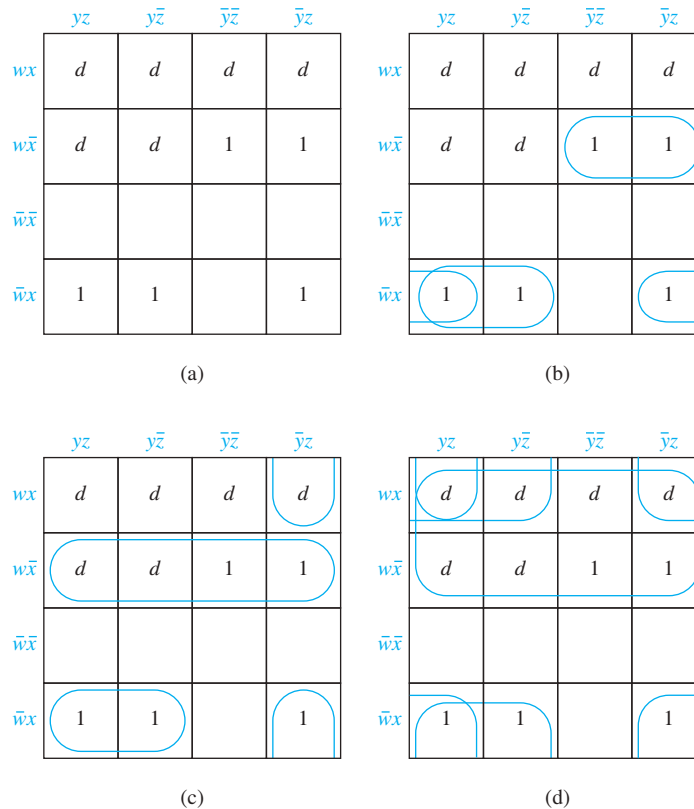 yz yz̄ ȳz̄ ȳz yz yz̄ ȳz̄ ȳz
wx d d d d wx d d d d
wx̄ d d 1 1 wx̄ d d 1 1
w̄x̄ w̄x̄
w̄x 1 1 1 w̄x 1 1 1
(a) (b)
yz yz̄ ȳz̄ ȳz yz yz̄ ȳz̄ ȳz
wx d d d d wx d d d d
wx̄ d d 1 1 wx̄ d d 1 1
w̄x̄ w̄x̄
w̄x 1 1 1 w̄x 1 1 1
(c) (d)